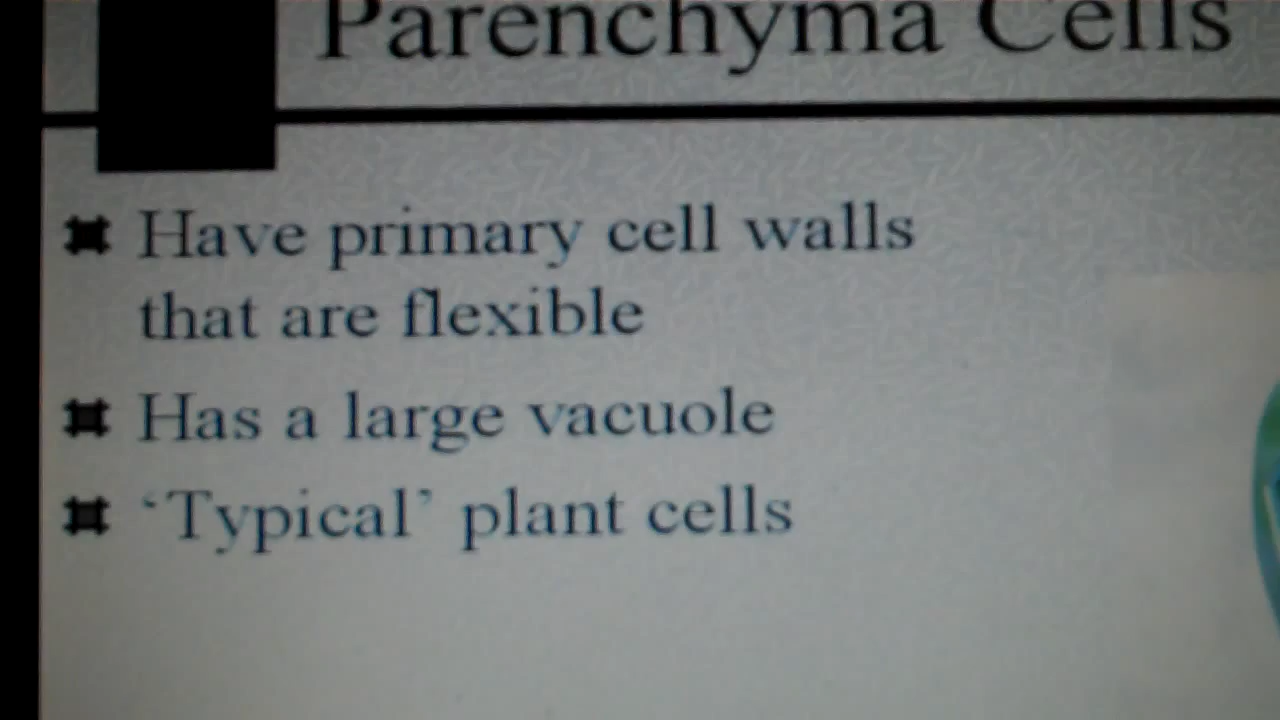 Parenchyma Cells
Have primary cell walls
that are flexible
Has a large vacuole
‘Typical’ plant cells